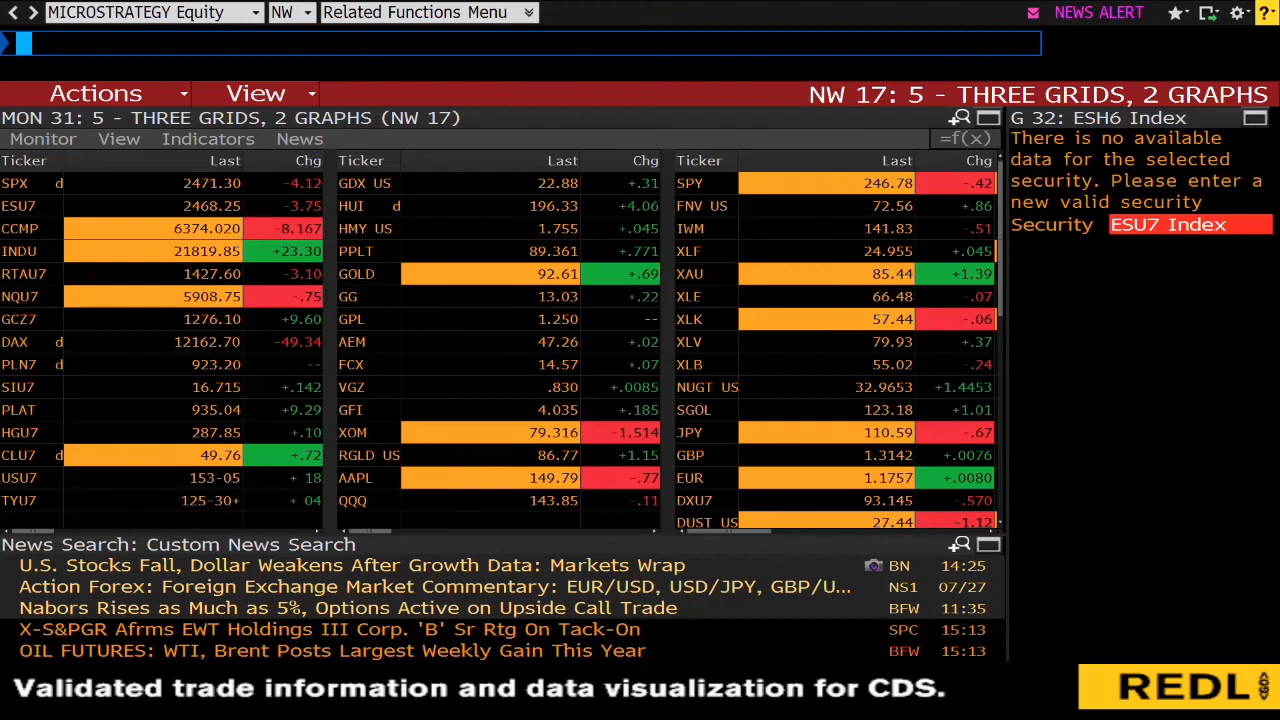 MICROSTRATEGY Equity NW Related Functions Menu NEWS ALERT ?
Actions View NW 17: 5 - THREE GRIDS, 2 GRAPHS
MON 31: 5 - THREE GRIDS, 2 GRAPHS (NW 17)
Monitor View Indicators News =f(x)
Ticker Last Chg Ticker Last Chg Ticker Last Chg
SPX d 2471.30 -4.12 GDX US 22.88 +.31 SPY 246.78 -.42
ESU7 2468.25 -3.75 HUI d 196.33 +4.06 FNV US 72.56 +.86
CCMP 6374.020 -8.167 HMY US 1.755 +.045 IWM 141.83 -.51
INDU 21819.85 +23.30 PPLT 89.361 +.771 XLF 24.955 +.045
RTAU7 1427.60 -3.10 GOLD 92.61 +.69 XAU 85.44 +1.39
NQU7 5908.75 -.75 GG 13.03 +.22 XLE 66.48 -.07
GCZ7 1276.10 +9.60 GPL 1.250 -- XLK 57.44 -.06
DAX d 12162.70 -49.34 AEM 47.26 +.02 XLV 79.93 +.37
PLN7 d 923.20 -- FCX 14.57 +.07 XLB 55.02 -.24
SIU7 16.715 +.142 VGZ .830 +.0085 NUGT US 32.9653 +1.4453
PLAT 935.04 +9.29 GFI 4.035 +.185 SGOL 123.18 +1.01
HGU7 287.85 +.10 XOM 79.316 -1.514 JPY 110.59 -.67
CLU7 d 49.76 +.72 RGLD US 86.77 +1.15 GBP 1.3142 +.0076
USU7 153-05 + 18 AAPL 149.79 -.77 EUR 1.1757 +.0080
TYU7 125-30+ + 04 QQQ 143.85 -.11 DXU7 93.145 -.570
DUST US 27.44 -1.12
G 32: ESH6 Index
There is no available
data for the selected
security. Please enter a
new valid security
Security ESU7 Index
News Search: Custom News Search
U.S. Stocks Fall, Dollar Weakens After Growth Data: Markets Wrap BN 14:25
Action Forex: Foreign Exchange Market Commentary: EUR/USD, USD/JPY, GBP/U... NS1 07/27
Nabors Rises as Much as 5%, Options Active on Upside Call Trade BFW 11:35
X-S&PGR Afrms EWT Holdings III Corp. 'B' Sr Rtg On Tack-On SPC 15:13
OIL FUTURES: WTI, Brent Posts Largest Weekly Gain This Year BFW 15:13
Validated trade information and data visualization for CDS. REDL